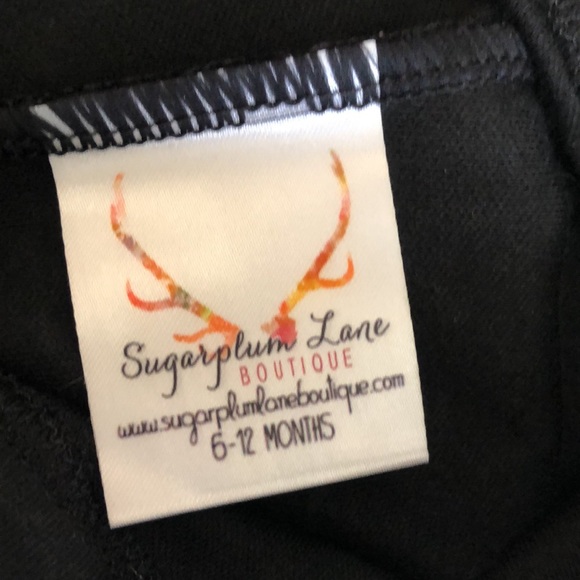 Sugarplum Lane
BOUTIQUE
www.sugarplumlaneboutique.com
6-12 MONTHS